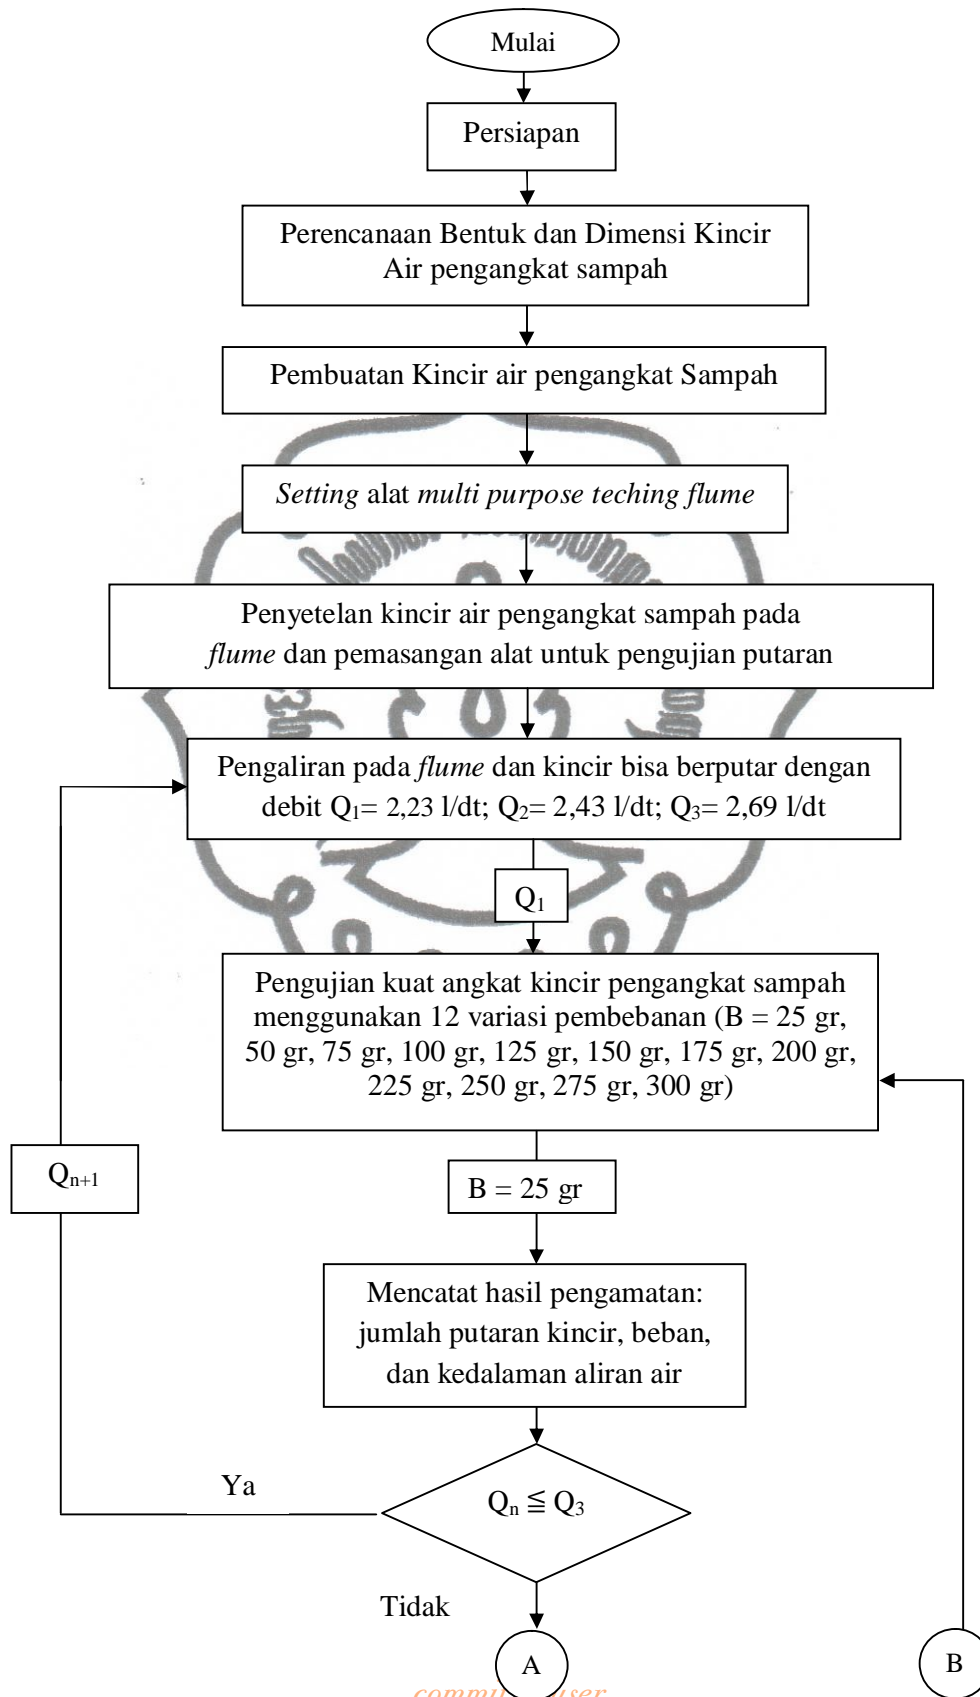 Mulai
Persiapan
Perencanaan Bentuk dan Dimensi Kincir
Air pengangkat sampah
Pembuatan Kincir air pengangkat Sampah
Setting alat multi purpose teching flume
Penyetelan kincir air pengangkat sampah pada
flume dan pemasangan alat untuk pengujian putaran
Pengaliran pada flume dan kincir bisa berputar dengan
debit Q₁= 2,23 l/dt; Q₂= 2,43 l/dt; Q₃= 2,69 l/dt
Q₁
Pengujian kuat angkat kincir pengangkat sampah
menggunakan 12 variasi pembebanan (B = 25 gr,
50 gr, 75 gr, 100 gr, 125 gr, 150 gr, 175 gr, 200 gr,
225 gr, 250 gr, 275 gr, 300 gr)
Qₙ₊₁
B = 25 gr
Mencatat hasil pengamatan:
jumlah putaran kincir, beban,
dan kedalaman aliran air
Ya
Qₙ ≦ Q₃
Tidak
A
B